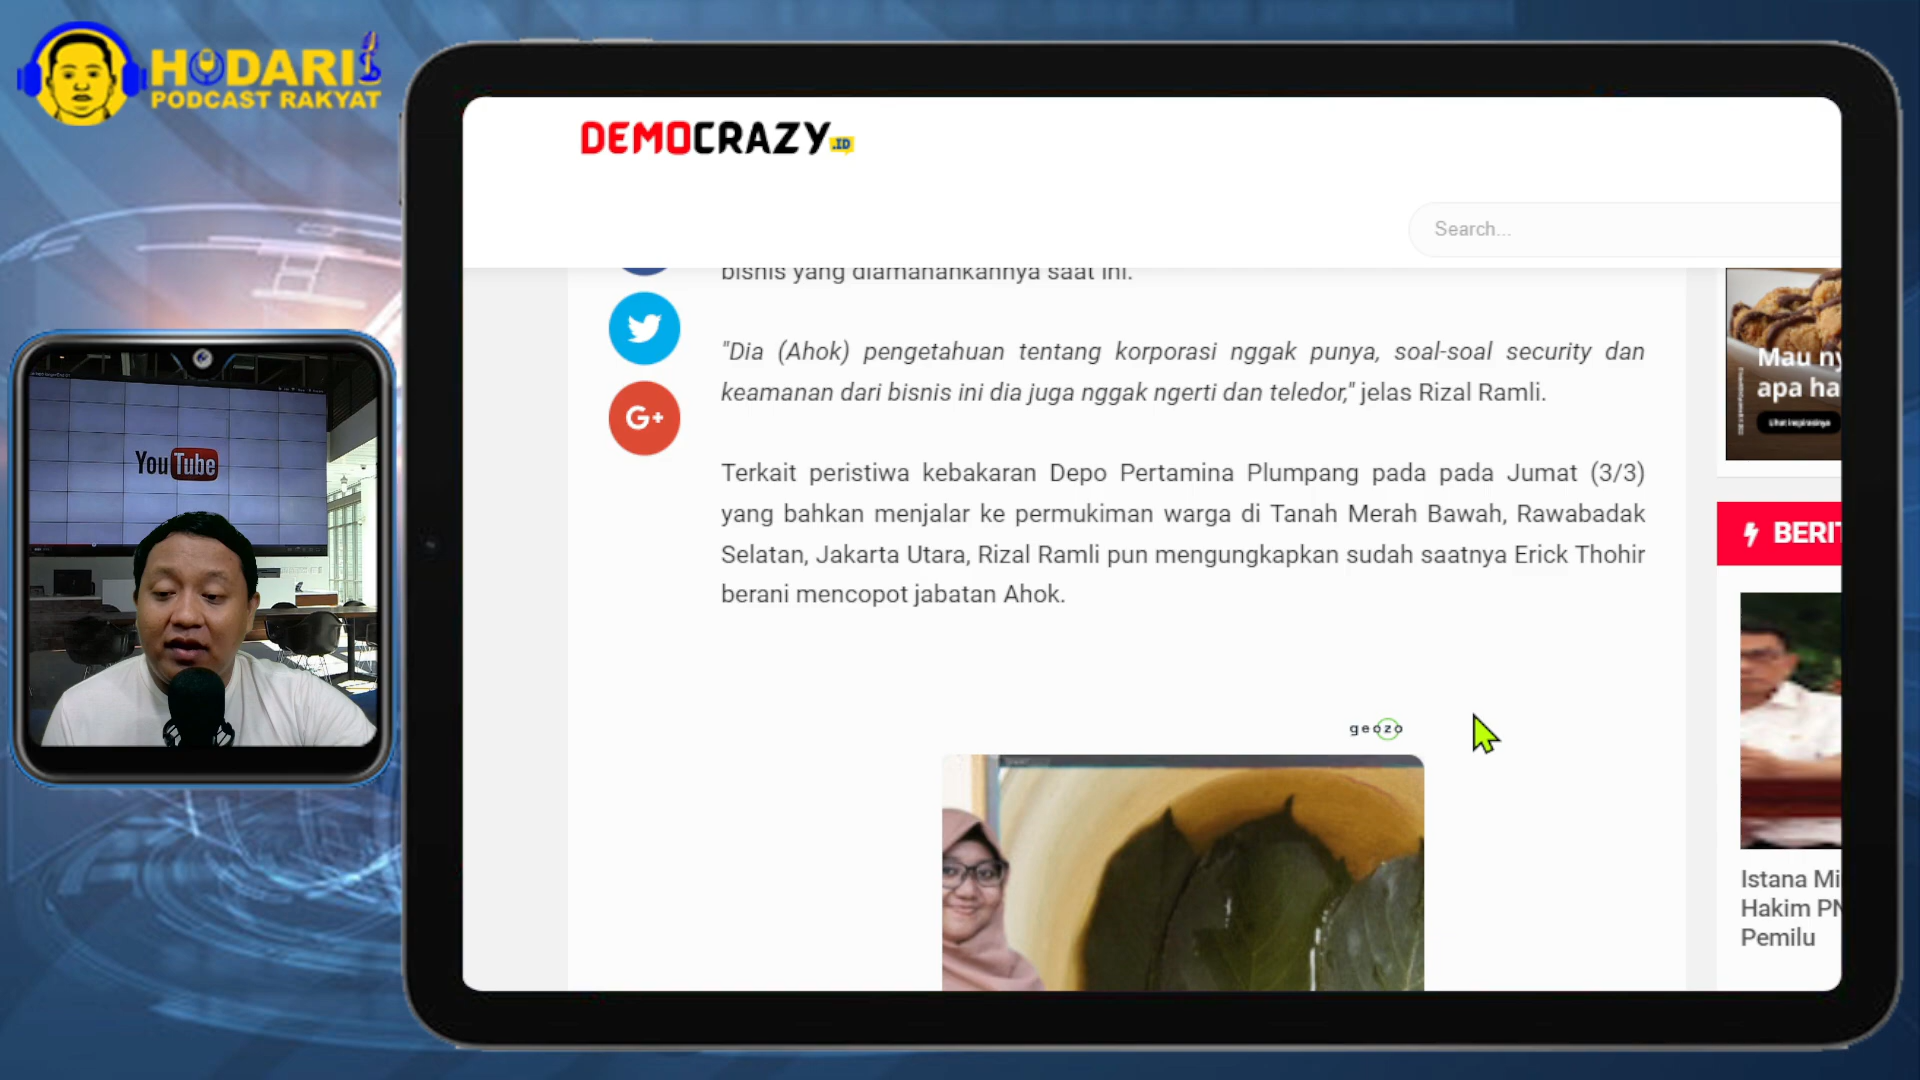 HODARI
PODCAST RAKYAT
YouTube
DEMOCRAZY.ID
Search...
bisnis yang diamanahkannya saat ini.
"Dia (Ahok) pengetahuan tentang korporasi nggak punya, soal-soal security dan
keamanan dari bisnis ini dia juga nggak ngerti dan teledor," jelas Rizal Ramli.
G+
Terkait peristiwa kebakaran Depo Pertamina Plumpang pada pada Jumat (3/3)
yang bahkan menjalar ke permukiman warga di Tanah Merah Bawah, Rawabadak
Selatan, Jakarta Utara, Rizal Ramli pun mengungkapkan sudah saatnya Erick Thohir
berani mencopot jabatan Ahok.
geozo
Mau ny
apa ha
Lihat Inspirasinya
BERIT
Istana Mi
Hakim PN
Pemilu